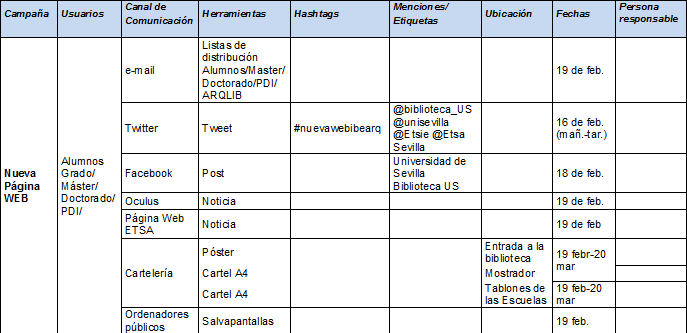 Campaña Usuarios Canal de Comunicación Herramientas Hashtags Menciones/ Etiquetas Ubicación Fechas Persona responsable
Nueva Página WEB
Alumnos Grado/ Máster/ Doctorado/ PDI/
e-mail
Listas de distribución Alumnos/Master/ Doctorado/PDI/ ARQLIB
19 de feb.
Twitter
Tweet
#nuevawebibearq
@biblioteca_US
@unisevilla
@Etsie @Etsa
Sevilla
16 de feb.
(mañ.-tar.)
Facebook
Post
Universidad de
Sevilla
Biblioteca US
18 de feb.
Oculus
Noticia
19 de feb.
Página Web
ETSA
Noticia
19 de feb
Cartelería
Póster
Entrada a la
biblioteca
19 febr-20
mar
Cartel A4
Mostrador
Cartel A4
Tablones de
las Escuelas
19 feb-20
mar
Ordenadores
públicos
Salvapantallas
19 feb.